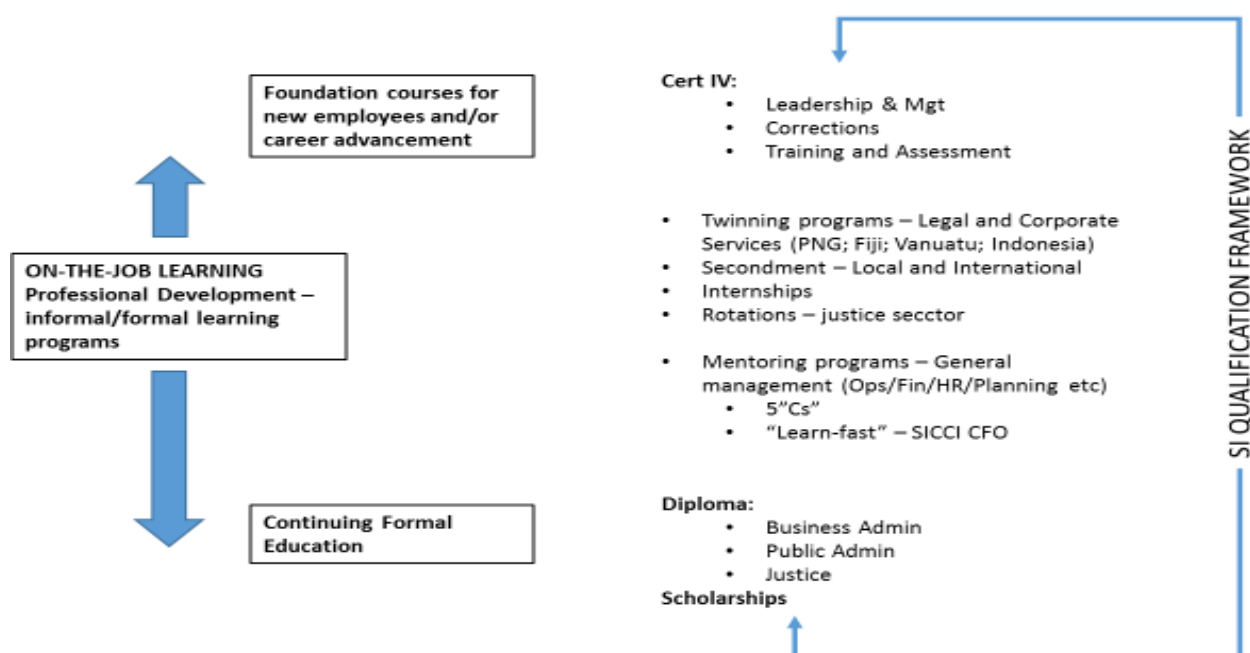 Foundation courses for
new employees and/or
career advancement
ON-THE-JOB LEARNING
Professional Development –
informal/formal learning
programs
Continuing Formal
Education
Cert IV:
• Leadership & Mgt
• Corrections
• Training and Assessment
• Twinning programs – Legal and Corporate
Services (PNG; Fiji; Vanuatu; Indonesia)
• Secondment – Local and International
• Internships
• Rotations – justice secctor
• Mentoring programs – General
management (Ops/Fin/HR/Planning etc)
• 5”Cs”
• “Learn-fast” – SICCI CFO
Diploma:
• Business Admin
• Public Admin
• Justice
Scholarships
SI QUALIFICATION FRAMEWORK